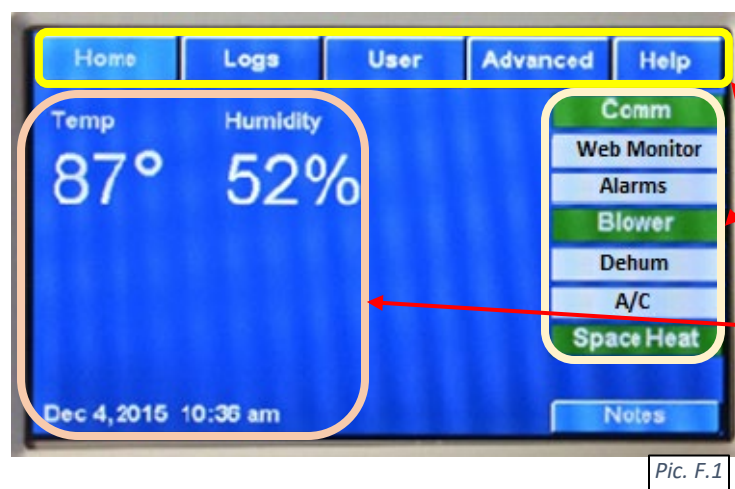 Home Logs User Advanced Help
Temp Humidity
87° 52%
Comm
Web Monitor
Alarms
Blower
Dehum
A/C
Space Heat
Dec 4, 2015 10:36 am
Notes
Pic. F.1